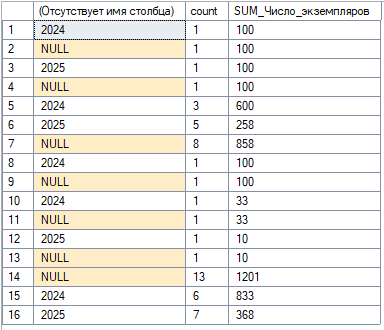 (Отсутствует имя столбца) count SUM_Число_экземпляров
1 2024 1 100
2 NULL 1 100
3 2025 1 100
4 NULL 1 100
5 2024 3 600
6 2025 5 258
7 NULL 8 858
8 2024 1 100
9 NULL 1 100
10 2024 1 33
11 NULL 1 33
12 2025 1 10
13 NULL 1 10
14 NULL 13 1201
15 2024 6 833
16 2025 7 368